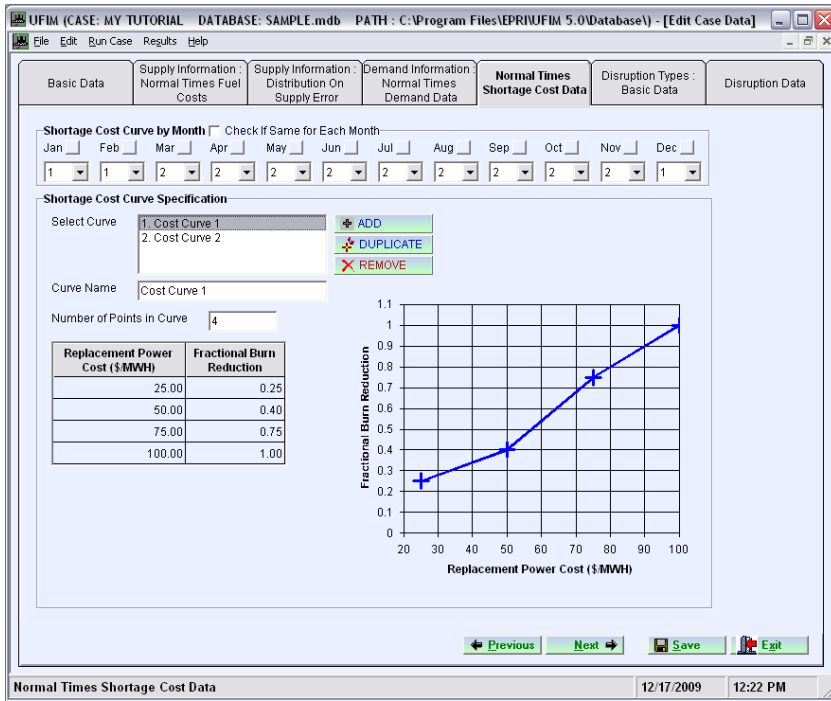 UFIM (CASE: MY TUTORIAL DATABASE: SAMPLE.mdb PATH : C:\Program Files\EPRI\UFIM 5.0\Database\) - [Edit Case Data]
File Edit Run Case Results Help
Basic Data
Supply Information :
Normal Times Fuel
Costs
Supply Information :
Distribution On
Supply Error
Demand Information :
Normal Times
Demand Data
Normal Times
Shortage Cost Data
Disruption Types :
Basic Data
Disruption Data
Shortage Cost Curve by Month Check If Same for Each Month
Jan Feb Mar Apr May Jun Jul Aug Sep Oct Nov Dec
1 1 2 2 2 2 2 2 2 2 2 1
Shortage Cost Curve Specification
Select Curve
1. Cost Curve 1
2. Cost Curve 2
ADD
DUPLICATE
REMOVE
Curve Name Cost Curve 1
Number of Points in Curve 4
Replacement Power
Cost ($/MWH)
Fractional Burn
Reduction
25.00 0.25
50.00 0.40
75.00 0.75
100.00 1.00
Fractional Burn Reduction
1.1
1
0.9
0.8
0.7
0.6
0.5
0.4
0.3
0.2
0.1
0
20 30 40 50 60 70 80 90 100
Replacement Power Cost ($/MWH)
Previous Next Save Exit
Normal Times Shortage Cost Data 12/17/2009 12:22 PM